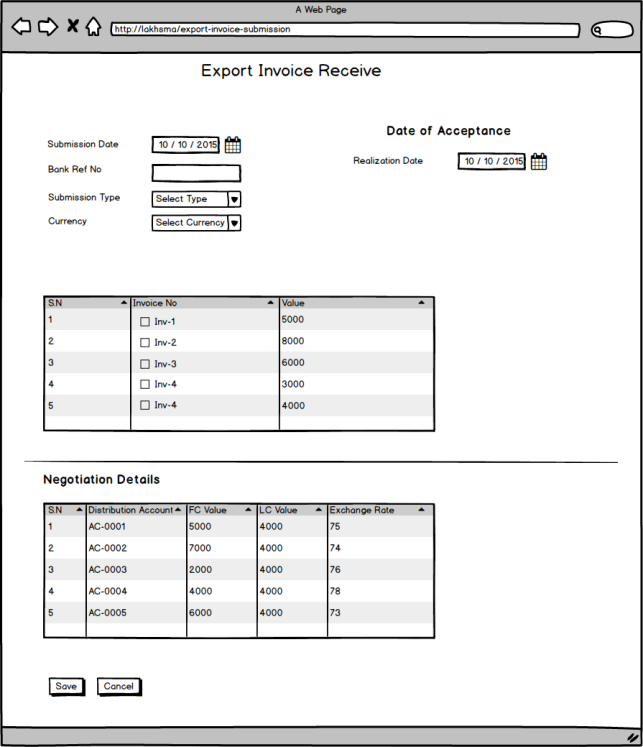 A Web Page
http://lakhsma/export-invoice-submission
Export Invoice Receive
Date of Acceptance
Submission Date 10 / 10 / 2015
Realization Date 10 / 10 / 2015
Bank Ref No
Submission Type Select Type
Currency Select Currency
S.N Invoice No Value
1 Inv-1 5000
2 Inv-2 8000
3 Inv-3 6000
4 Inv-4 3000
5 Inv-4 4000
Negotiation Details
S.N Distribution Account FC Value LC Value Exchange Rate
1 AC-0001 5000 4000 75
2 AC-0002 7000 4000 74
3 AC-0003 2000 4000 76
4 AC-0004 4000 4000 78
5 AC-0005 6000 4000 73
Save Cancel